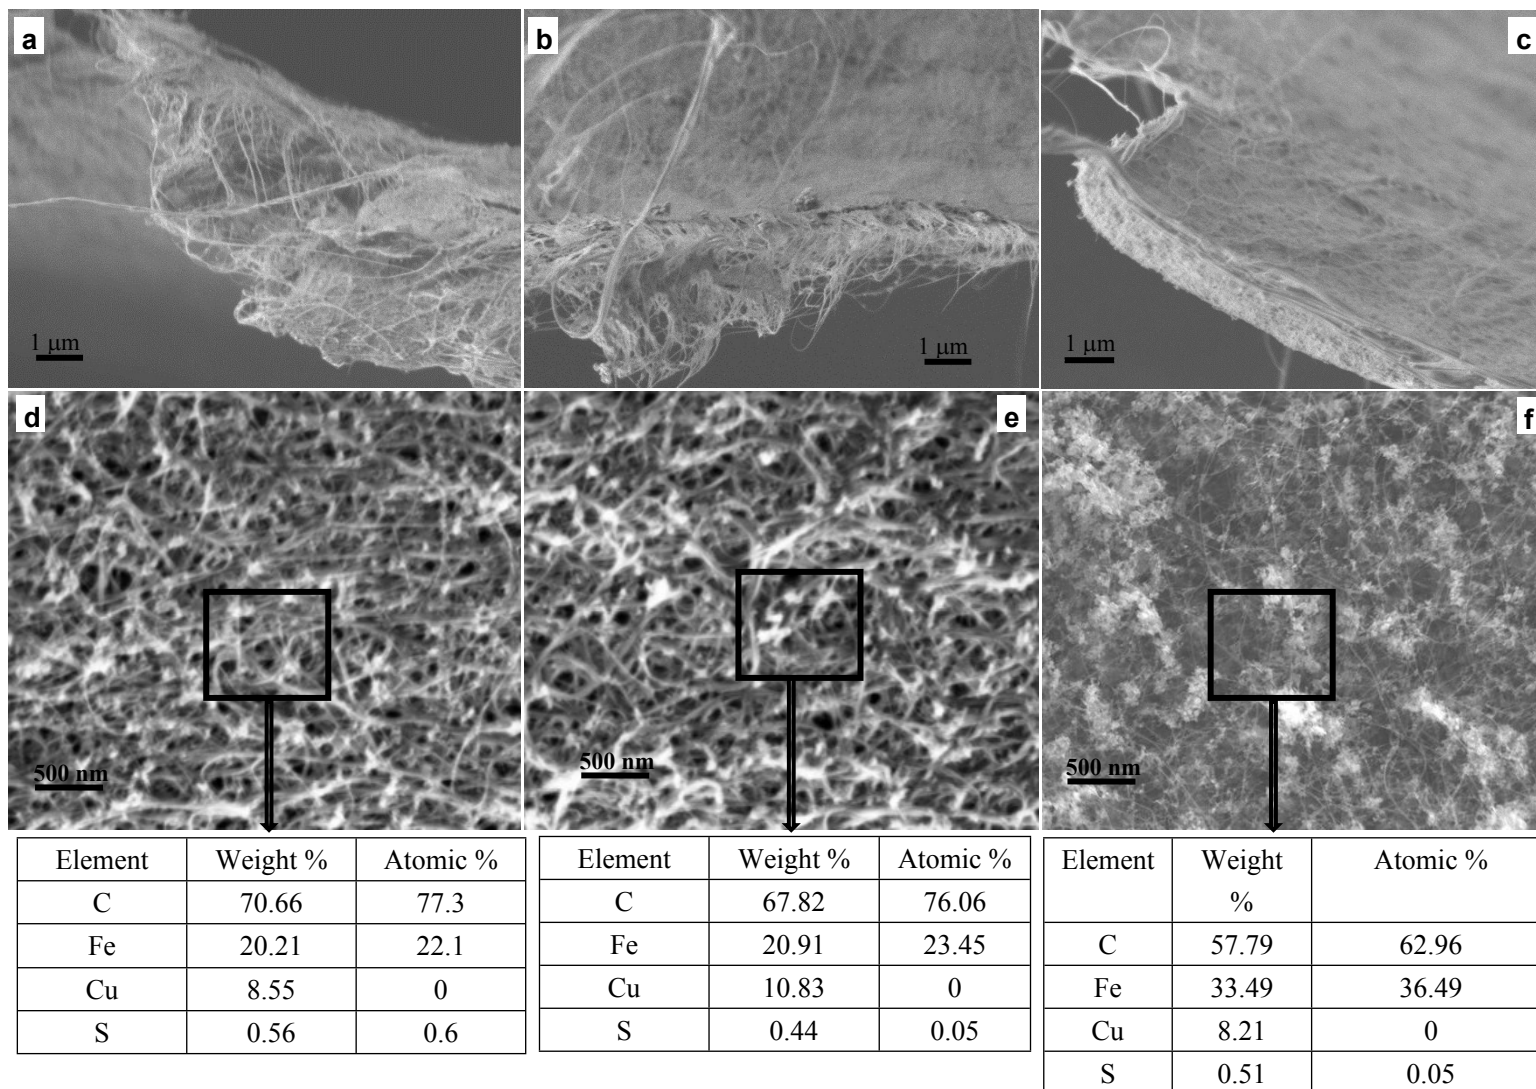 a
b
c
1 µm
1 µm
1 µm
d
e
f
500 nm
500 nm
500 nm
Element Weight % Atomic %
C 70.66 77.3
Fe 20.21 22.1
Cu 8.55 0
S 0.56 0.6
Element Weight % Atomic %
C 67.82 76.06
Fe 20.91 23.45
Cu 10.83 0
S 0.44 0.05
Element Weight Atomic %
%
C 57.79 62.96
Fe 33.49 36.49
Cu 8.21 0
S 0.51 0.05